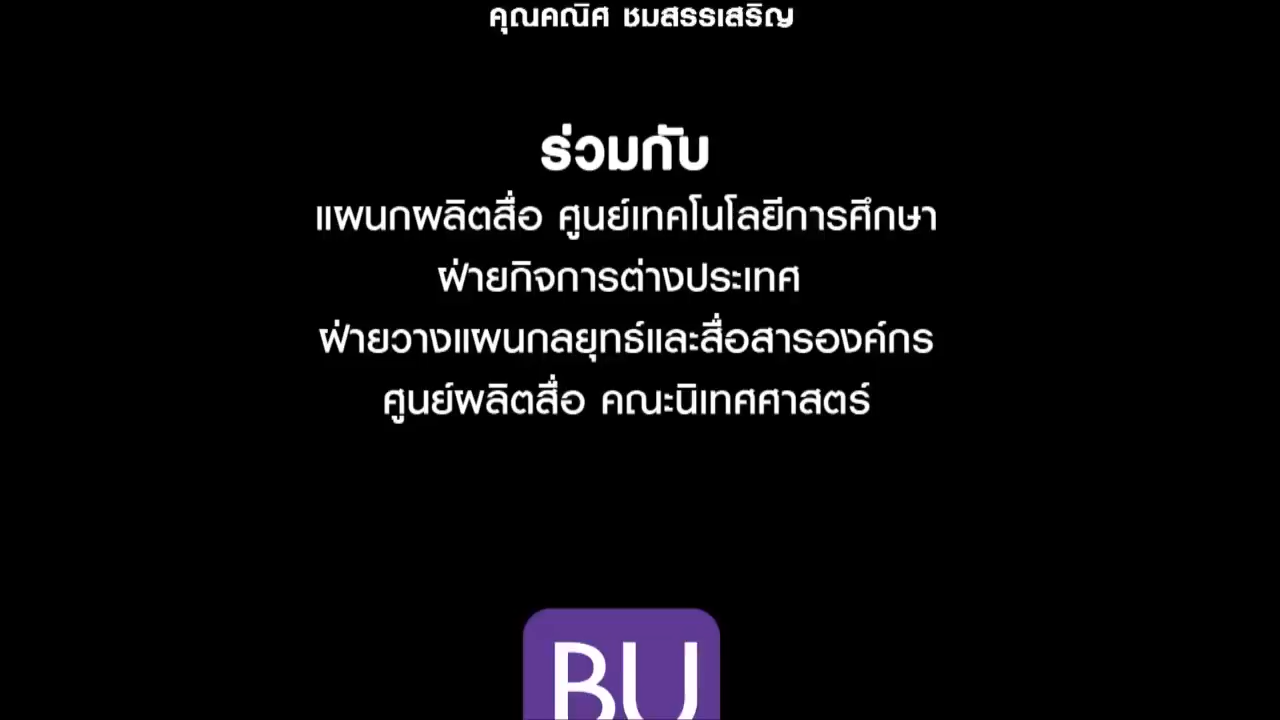 คุณคณิศ ชมสรรเสริญ
ร่วมกับ
แผนกผลิตสื่อ ศูนย์เทคโนโลยีการศึกษา
ฝ่ายกิจการต่างประเทศ
ฝ่ายวางแผนกลยุทธ์และสื่อสารองค์กร
ศูนย์ผลิตสื่อ คณะนิเทศศาสตร์
BU